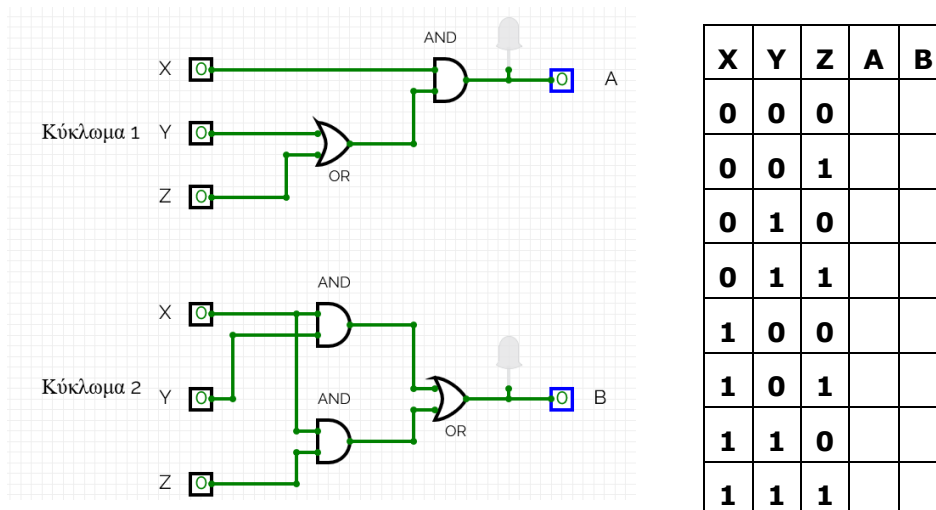 AND
X O
O A
Κύκλωμα 1 Y O
OR
Z O
AND
X O
Κύκλωμα 2 Y O
AND
O B
OR
Z O
X Y Z A B
0 0 0
0 0 1
0 1 0
0 1 1
1 0 0
1 0 1
1 1 0
1 1 1